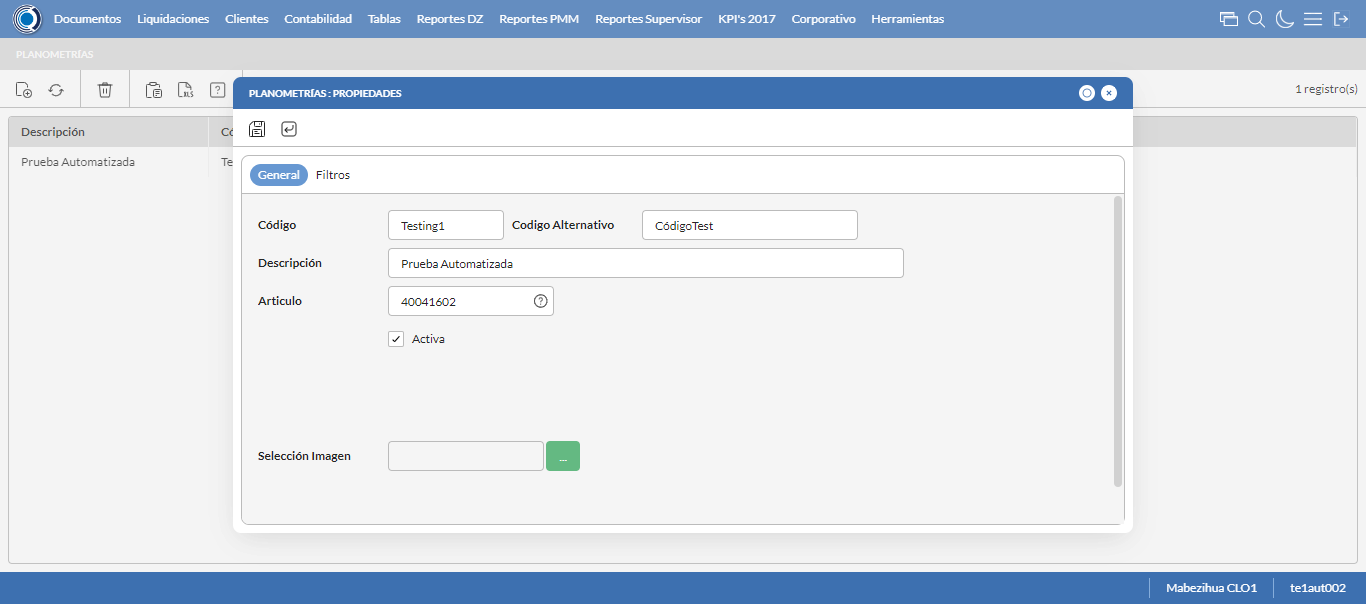 Documentos Liquidaciones Clientes Contabilidad Tablas Reportes DZ Reportes PMM Reportes Supervisor KPI's 2017 Corporativo Herramientas
PLANOMETRÍAS
XLS ? 1 registro(s)
PLANOMETRÍAS : PROPIEDADES
Descripción Có
Prueba Automatizada Te
General Filtros
Código Testing1 Codigo Alternativo CódigoTest
Descripción Prueba Automatizada
Articulo 40041602 ?
Activa
Selección Imagen ...
Mabezihua CLO1 te1aut002